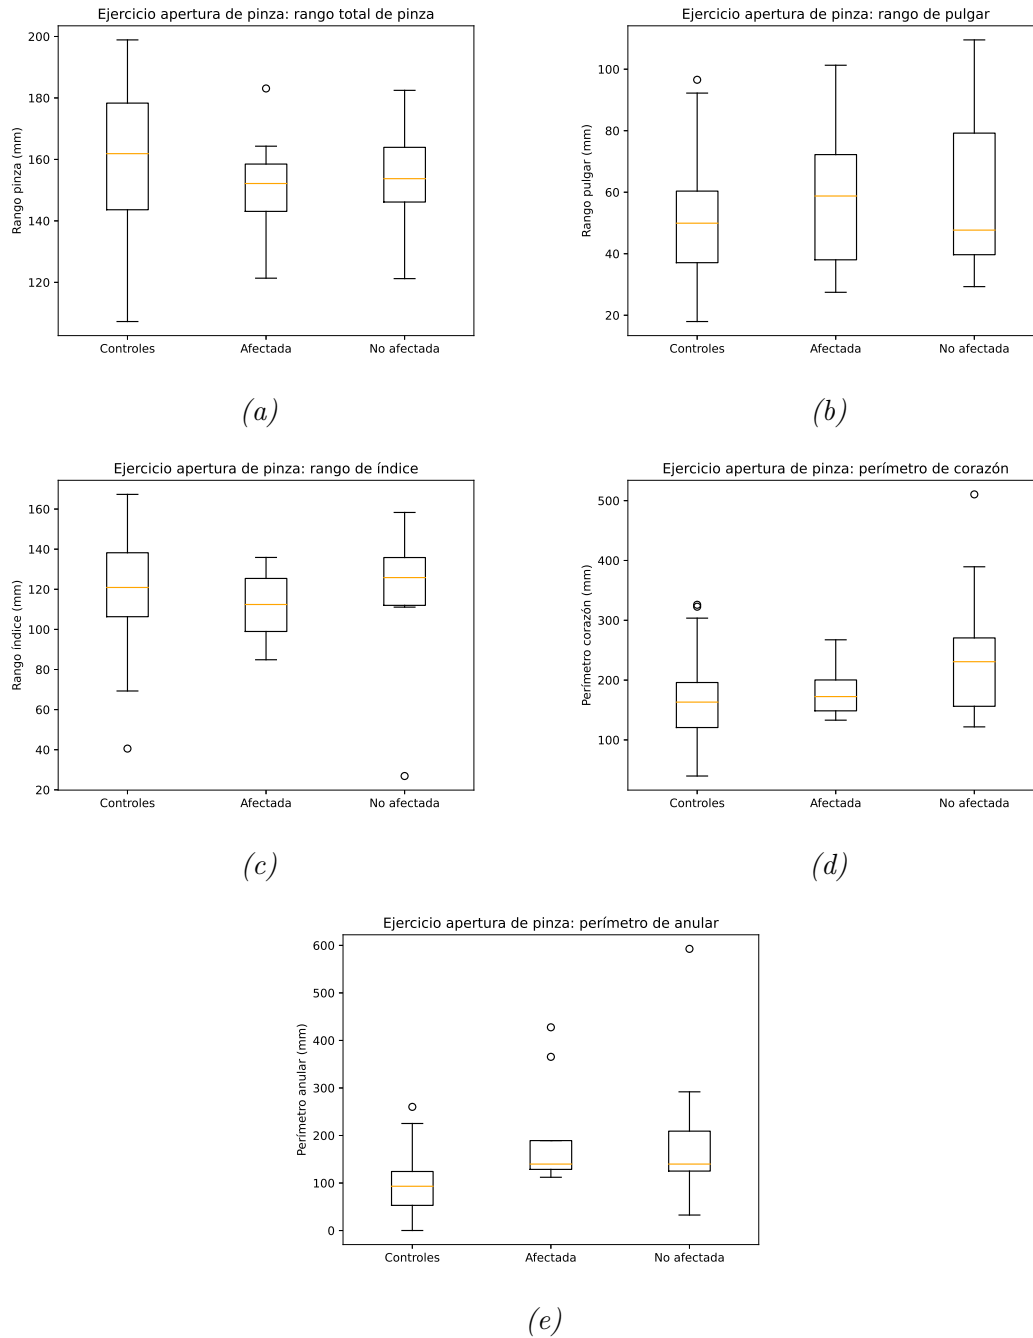 Ejercicio apertura de pinza: rango total de pinza
Rango pinza (mm)
200
180
160
140
120
Controles Afectada No afectada
(a)
Ejercicio apertura de pinza: rango de pulgar
Rango pulgar (mm)
100
80
60
40
20
Controles Afectada No afectada
(b)
Ejercicio apertura de pinza: rango de índice
Rango índice (mm)
160
140
120
100
80
60
40
20
Controles Afectada No afectada
(c)
Ejercicio apertura de pinza: perímetro de corazón
Perímetro corazón (mm)
500
400
300
200
100
Controles Afectada No afectada
(d)
Ejercicio apertura de pinza: perímetro de anular
Perímetro anular (mm)
600
500
400
300
200
100
0
Controles Afectada No afectada
(e)